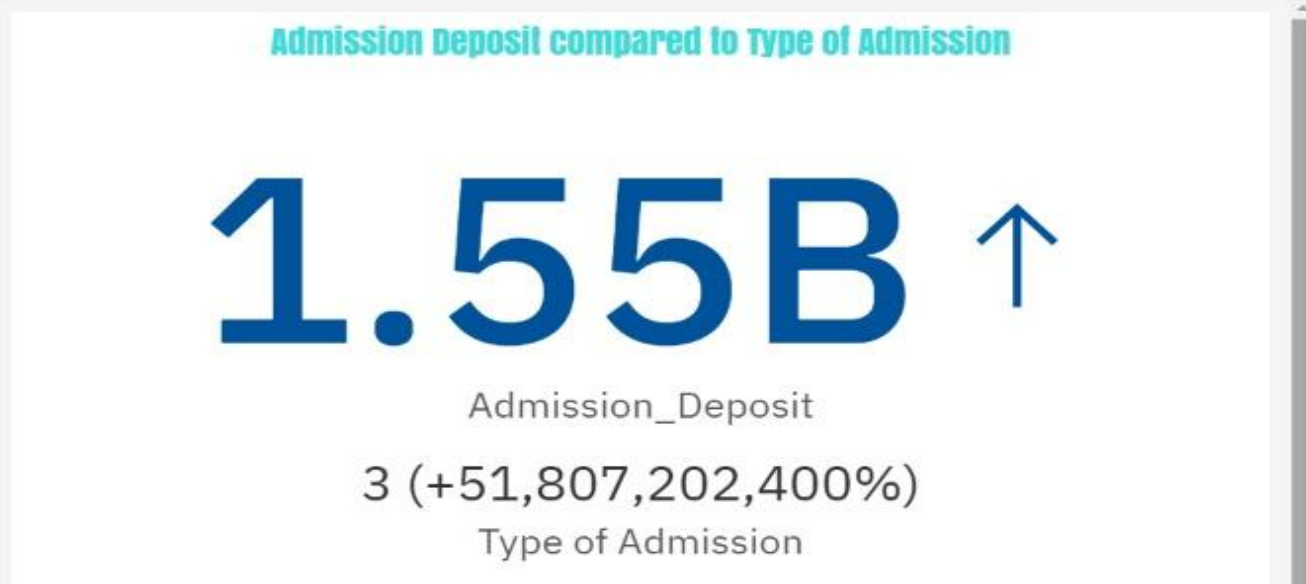 Admission Deposit compared to Type of Admission
1.55B ↑
Admission_Deposit
3 (+51,807,202,400%)
Type of Admission